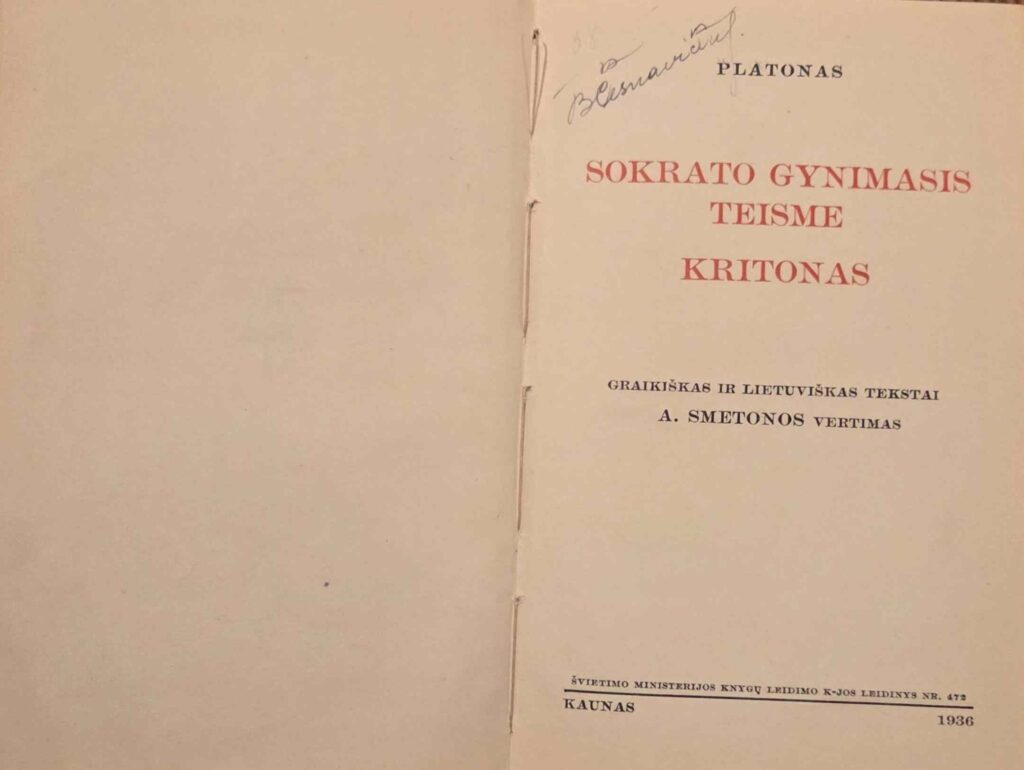 PLATONAS
SOKRATO GYNIMASIS
TEISME
KRITONAS
GRAIKIŠKAS IR LIETUVIŠKAS TEKSTAI
A. SMETONOS VERTIMAS
ŠVIETIMO MINISTERIJOS KNYGŲ LEIDIMO K-JOS LEIDINYS NR. 472
KAUNAS
1936